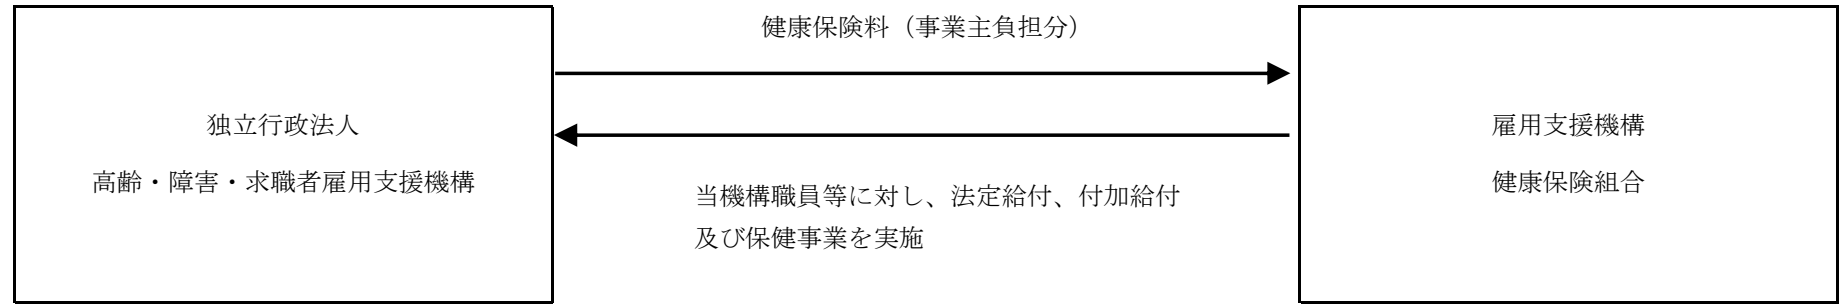 健康保険料（事業主負担分）
独立行政法人
高齢・障害・求職者雇用支援機構
当機構職員等に対し、法定給付、付加給付
及び保健事業を実施
雇用支援機構
健康保険組合